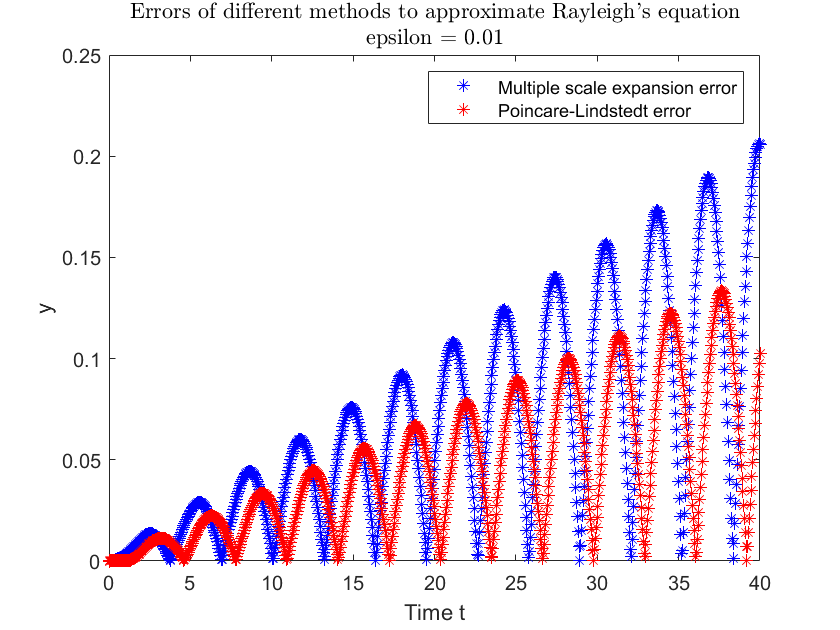 Errors of different methods to approximate Rayleigh's equation
epsilon = 0.01
0.25
Multiple scale expansion error
Poincare-Lindstedt error
0.2
0.15
y
0.1
0.05
0
0 5 10 15 20 25 30 35 40
Time t